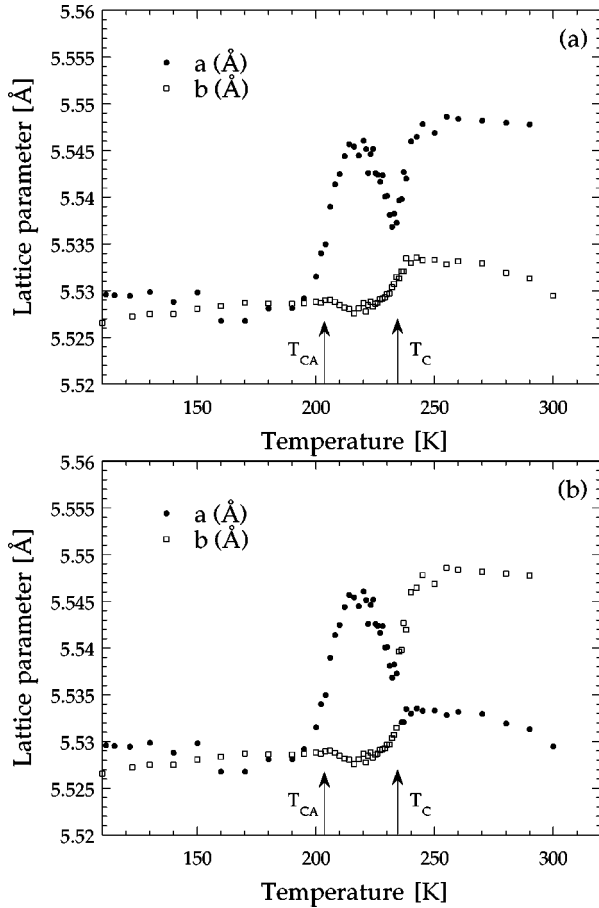 5.56
(a)
a (Å)
b (Å)
5.555
5.55
5.545
5.54
5.535
5.53
5.525
5.52
Lattice parameter [Å]
T_CA
T_C
150 200 250 300
Temperature [K]
5.56
(b)
a (Å)
b (Å)
5.555
5.55
5.545
5.54
5.535
5.53
5.525
5.52
Lattice parameter [Å]
T_CA
T_C
150 200 250 300
Temperature [K]